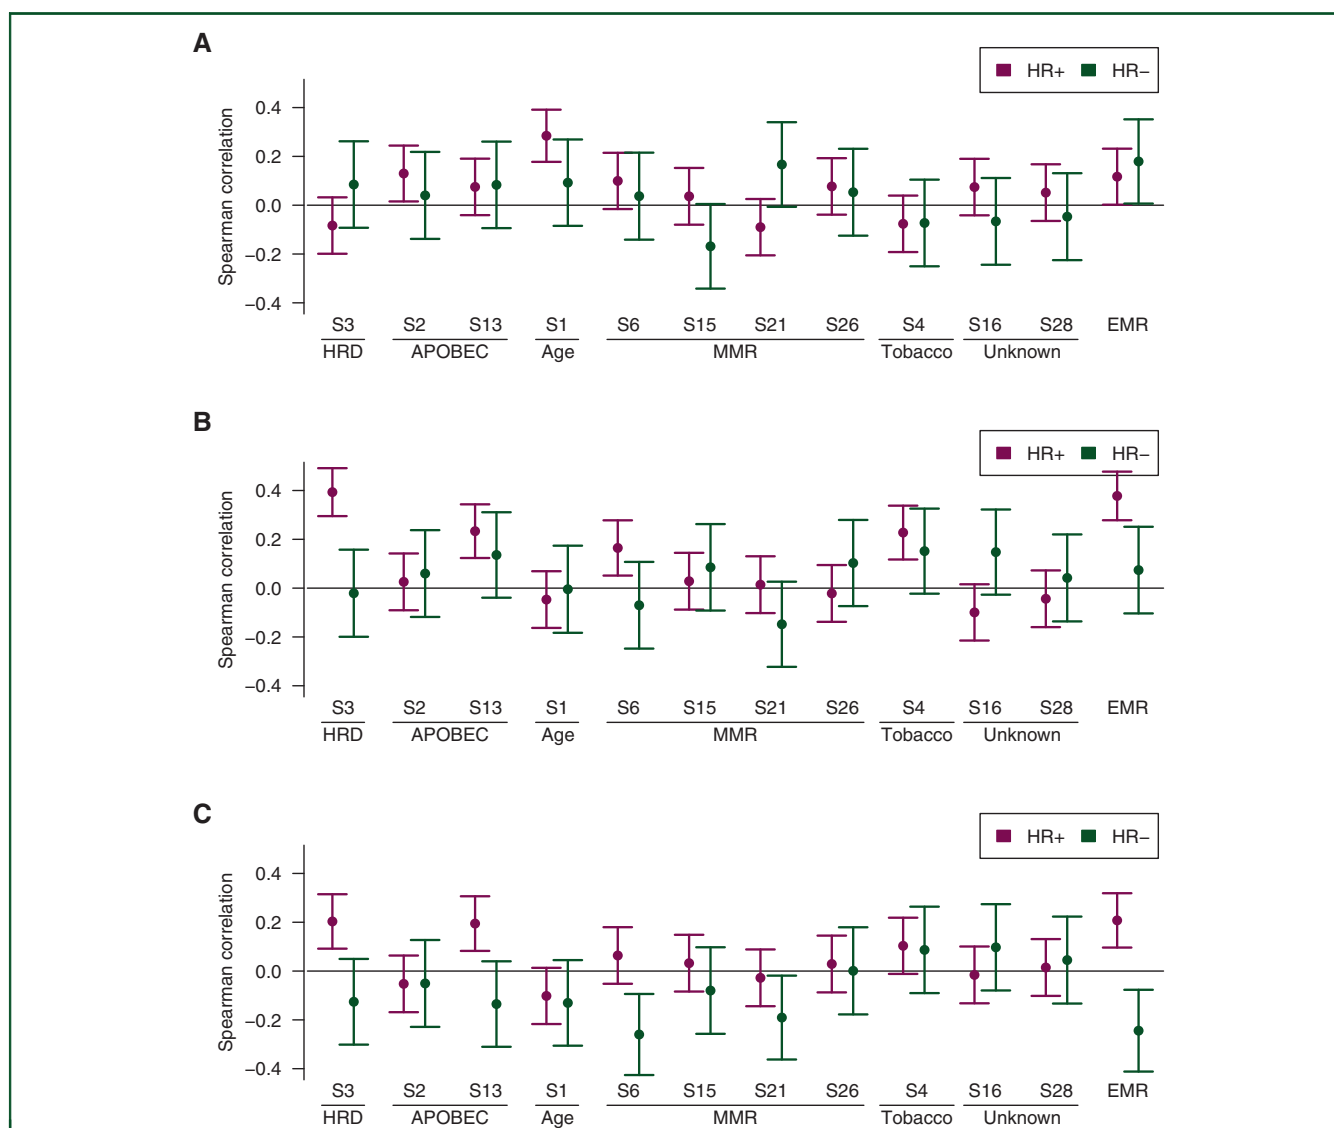 A
HR+ HR−
Spearman correlation
0.4
0.2
0.0
−0.2
−0.4
S3 S2 S13 S1 S6 S15 S21 S26 S4 S16 S28 EMR
HRD APOBEC Age MMR Tobacco Unknown
B
HR+ HR−
Spearman correlation
0.4
0.2
0.0
−0.2
−0.4
S3 S2 S13 S1 S6 S15 S21 S26 S4 S16 S28 EMR
HRD APOBEC Age MMR Tobacco Unknown
C
HR+ HR−
Spearman correlation
0.4
0.2
0.0
−0.2
−0.4
S3 S2 S13 S1 S6 S15 S21 S26 S4 S16 S28 EMR
HRD APOBEC Age MMR Tobacco Unknown